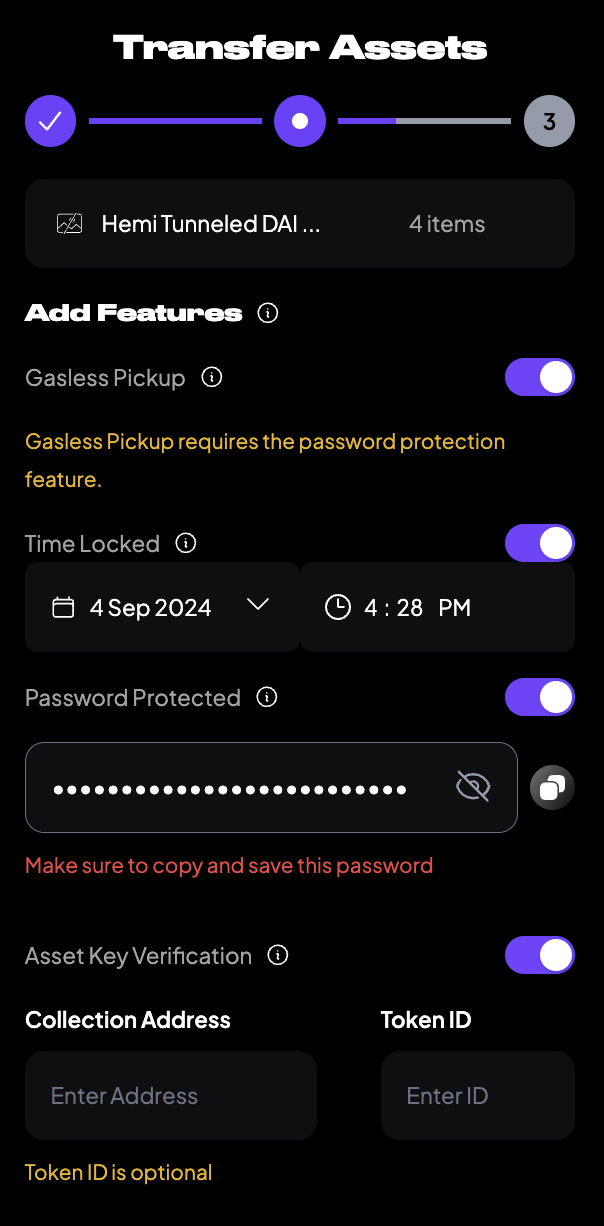 Transfer Assets
3
Hemi Tunneled DAI ... 4 items
Add Features
Gasless Pickup
Gasless Pickup requires the password protection
feature.
Time Locked
4 Sep 2024 4 : 28 PM
Password Protected
Make sure to copy and save this password
Asset Key Verification
Collection Address Token ID
Enter Address Enter ID
Token ID is optional